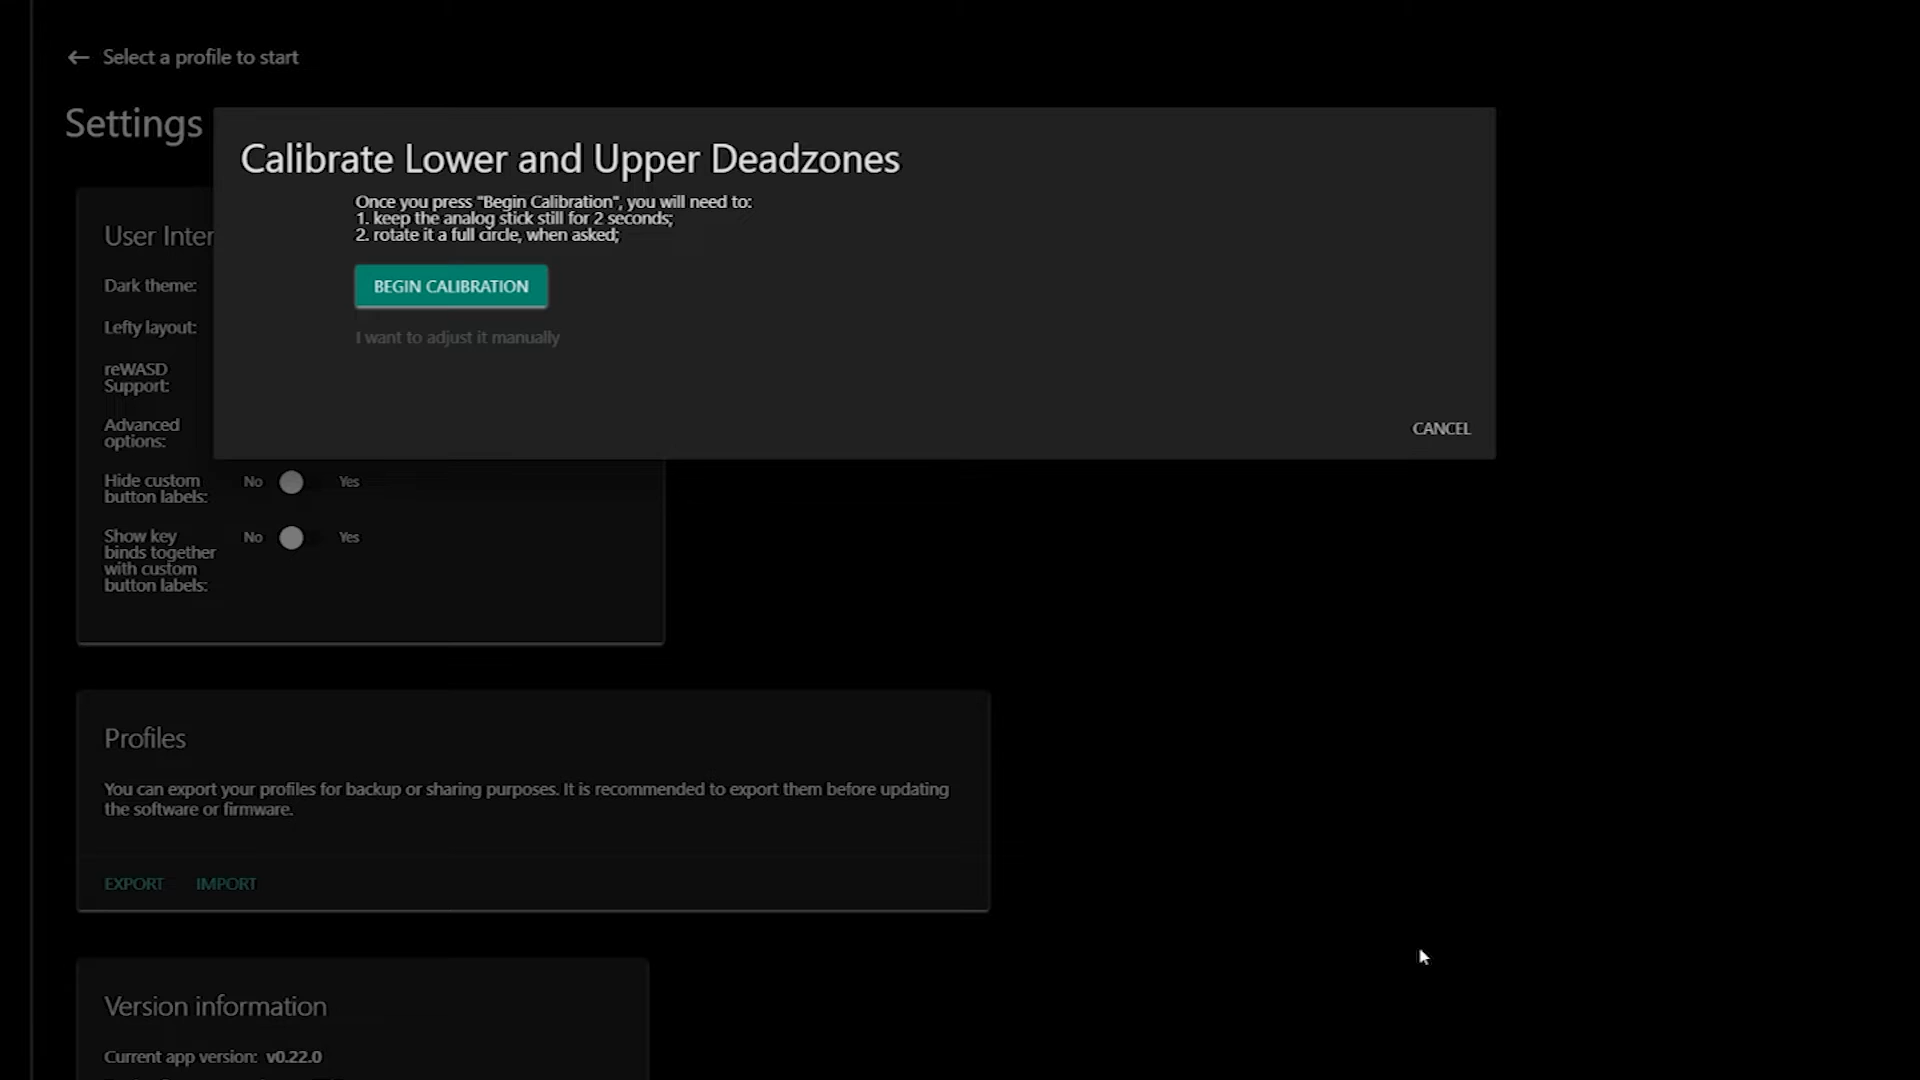 Select a profile to start
Settings
Calibrate Lower and Upper Deadzones
Once you press "Begin Calibration", you will need to:
1. keep the analog stick still for 2 seconds;
2. rotate it a full circle, when asked;
BEGIN CALIBRATION
I want to adjust it manually
CANCEL
User Inter
Dark theme:
Lefty layout:
reWASD
Support:
Advanced
options:
Hide custom
button labels:
No
Yes
Show key
binds together
with custom
button labels:
No
Yes
Profiles
You can export your profiles for backup or sharing purposes. It is recommended to export them before updating
the software or firmware.
EXPORT
IMPORT
Version information
Current app version: v0.22.0